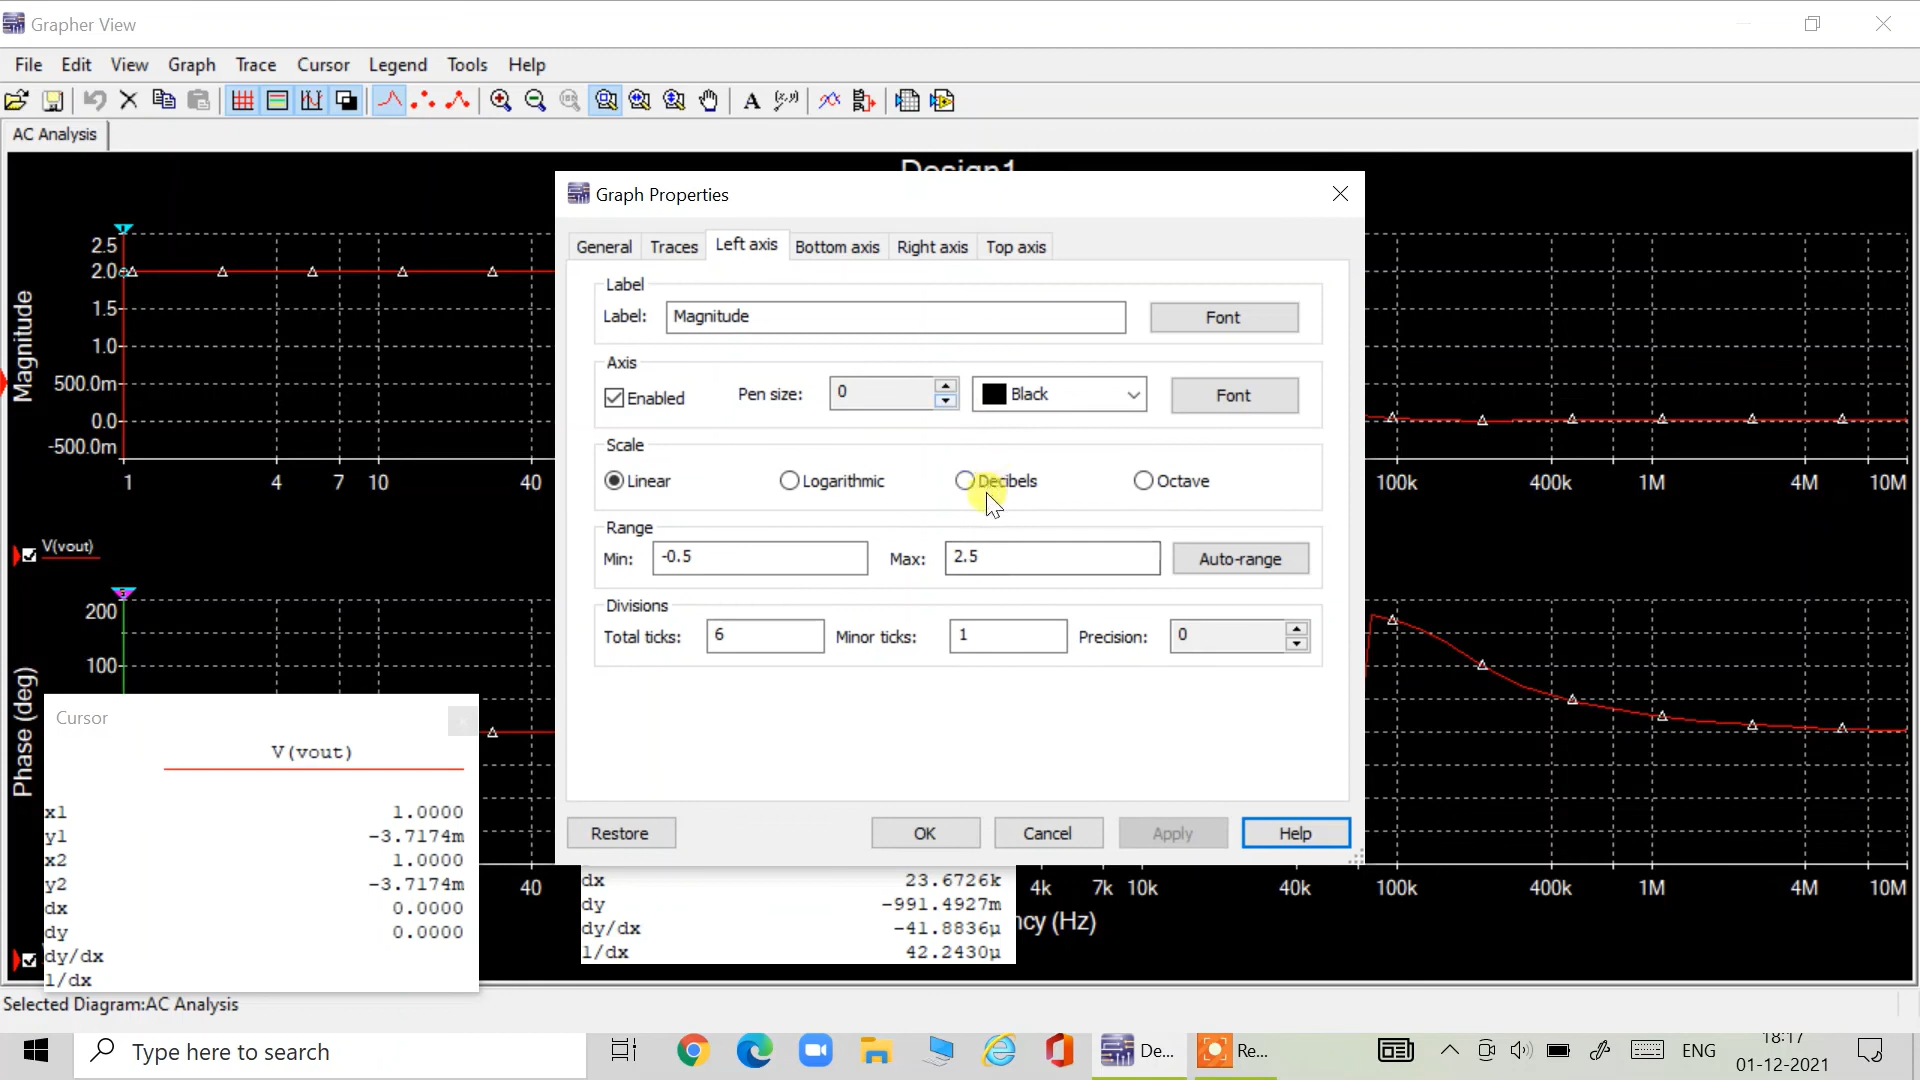 Grapher View
File Edit View Graph Trace Cursor Legend Tools Help
A (x,y)
AC Analysis
Design1
Magnitude
2.5
2.0
1.5
1.0
500.0m
0.0
-500.0m
1 4 7 10 40 100k 400k 1M 4M 10M
V(vout)
Phase (deg)
200
100
40 4k 7k 10k 40k 100k 400k 1M 4M 10M
ncy (Hz)
Graph Properties
General Traces Left axis Bottom axis Right axis Top axis
Label
Label: Magnitude Font
Axis
Enabled Pen size: 0 Black Font
Scale
Linear Logarithmic Decibels Octave
Range
Min: -0.5 Max: 2.5 Auto-range
Divisions
Total ticks: 6 Minor ticks: 1 Precision: 0
Restore OK Cancel Apply Help
Cursor
V(vout)
x1 1.0000
y1 -3.7174m
x2 1.0000
y2 -3.7174m
dx 0.0000
dy 0.0000
dy/dx
1/dx
dx 23.6726k
dy -991.4927m
dy/dx -41.8836µ
1/dx 42.2430µ
Selected Diagram:AC Analysis
Type here to search
De... Re... ENG
18:17
01-12-2021